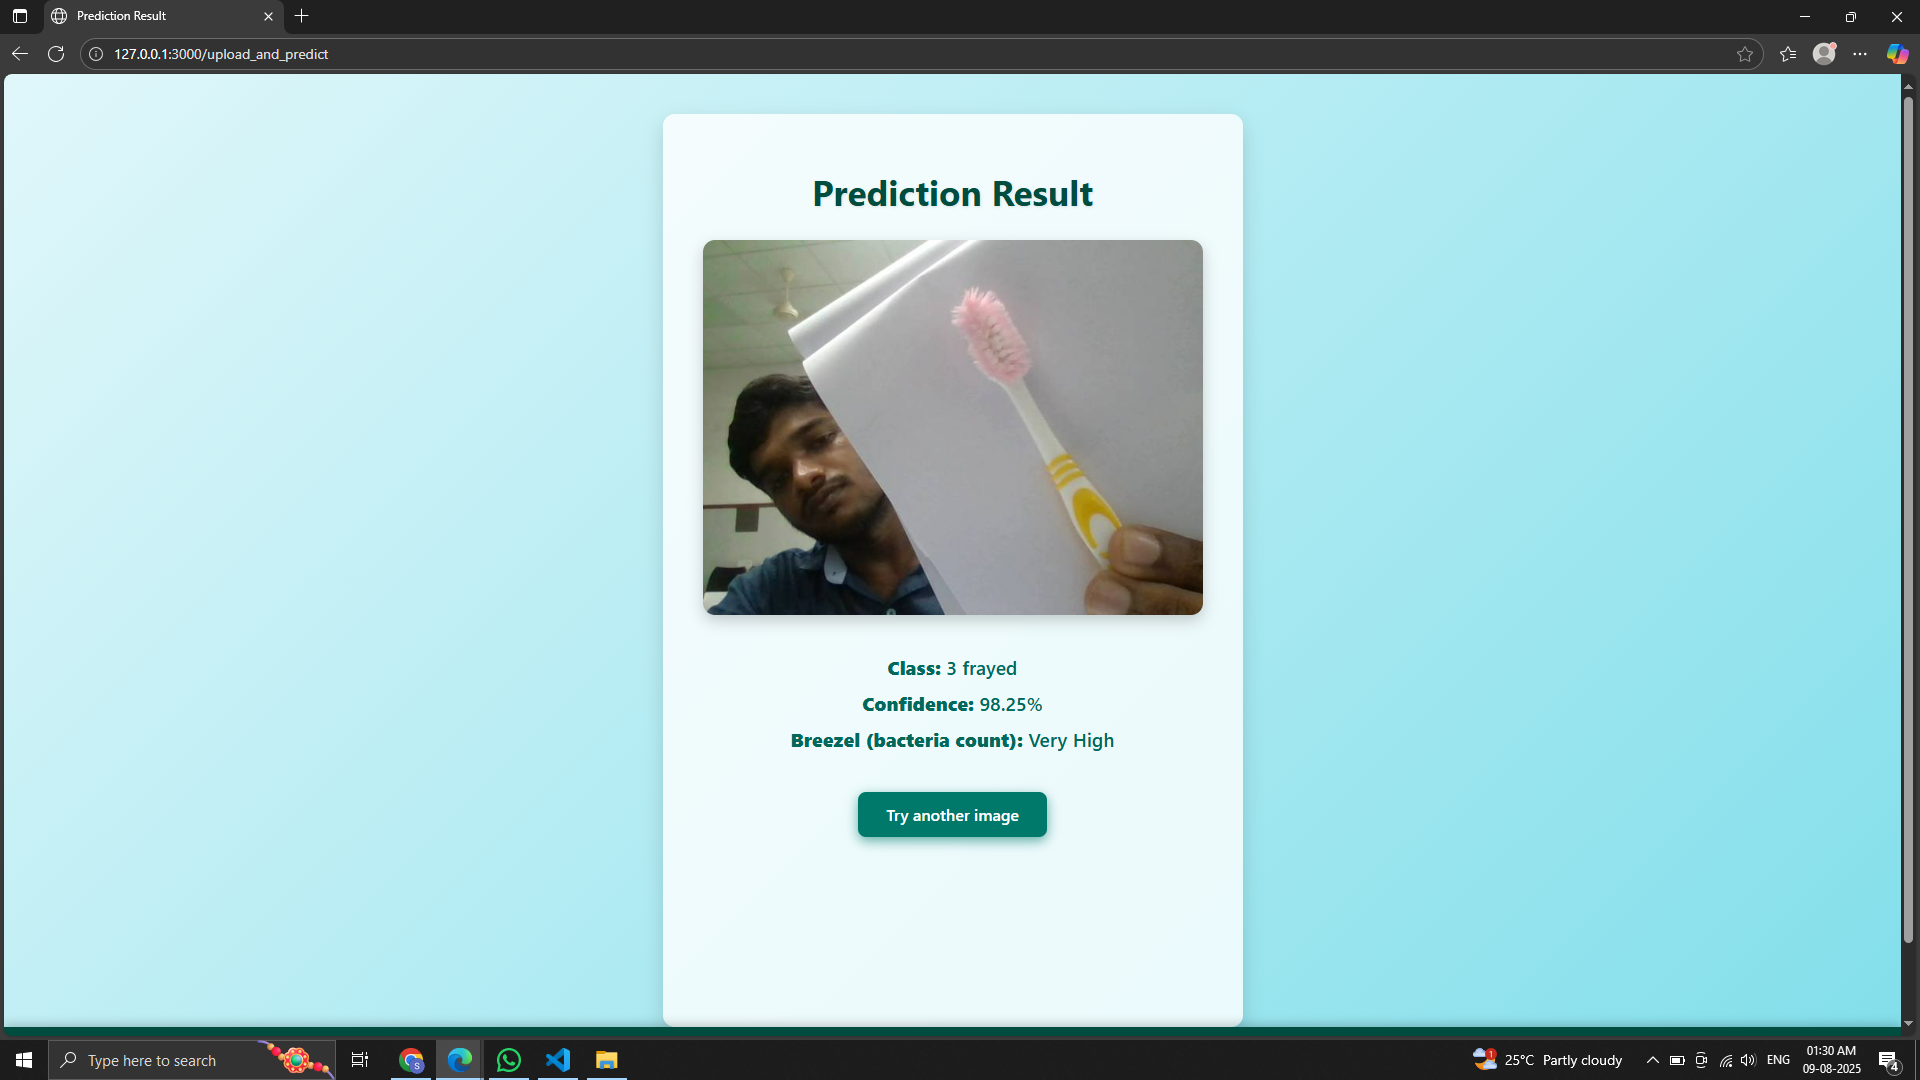 Prediction Result
127.0.0.1:3000/upload_and_predict
Prediction Result
Class: 3 frayed
Confidence: 98.25%
Breezel (bacteria count): Very High
Try another image
Type here to search
S
1
25°C Partly cloudy
ENG
01:30 AM
09-08-2025
4